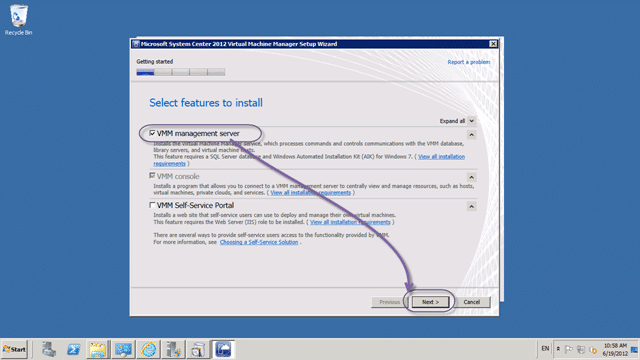 Recycle Bin
Microsoft System Center 2012 Virtual Machine Manager Setup Wizard
Getting started
Report a problem
Select features to install
Expand all
VMM management server
Installs the Virtual Machine Manager service, which processes commands and controls communications with the VMM database,
library servers, and virtual machine hosts.
This feature requires a SQL Server database and Windows Automated Installation Kit (AIK) for Windows 7. ( View all installation
requirements )
VMM console
Installs a program that allows you to connect to a VMM management server to centrally view and manage resources, such as hosts,
virtual machines, private clouds, and services. ( View all installation requirements )
VMM Self-Service Portal
Installs a web site that self-service users can use to deploy and manage their own virtual machines.
This feature requires the Web Server (IIS) role to be installed. ( View all installation requirements )
There are several ways to provide self-service users access to the functionality provided by VMM.
For more information, see Choosing a Self-Service Solution .
Previous
Next >
Cancel
Start
EN
10:58 AM
6/19/2012